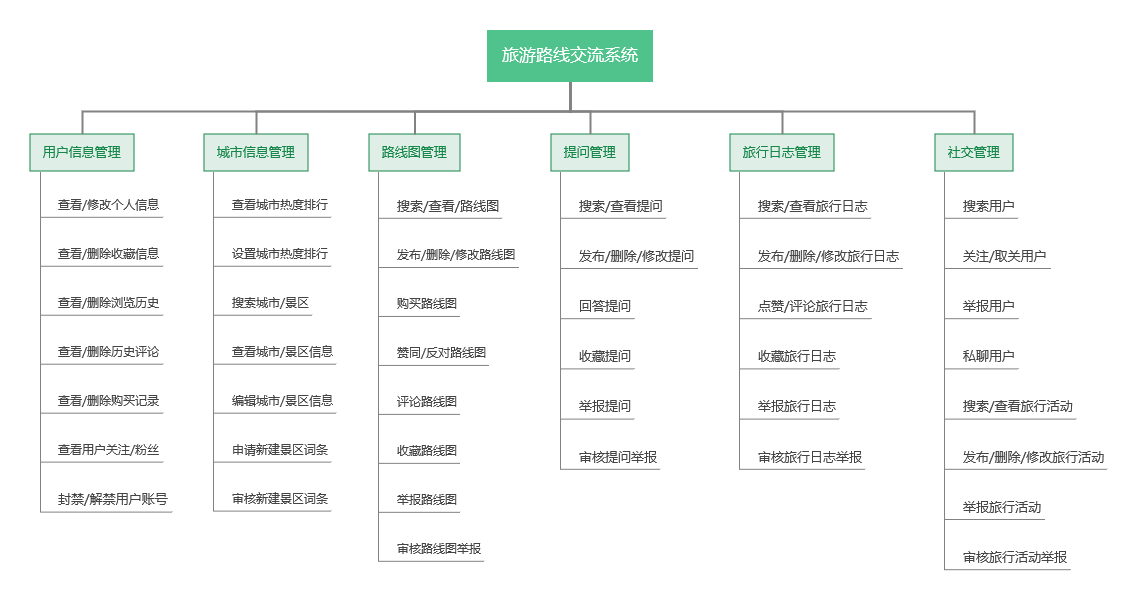 旅游路线交流系统
用户信息管理
查看/修改个人信息
查看/删除收藏信息
查看/删除浏览历史
查看/删除历史评论
查看/删除购买记录
查看用户关注/粉丝
封禁/解禁用户账号
城市信息管理
查看城市热度排行
设置城市热度排行
搜索城市/景区
查看城市/景区信息
编辑城市/景区信息
申请新建景区词条
审核新建景区词条
路线图管理
搜索/查看/路线图
发布/删除/修改路线图
购买路线图
赞同/反对路线图
评论路线图
收藏路线图
举报路线图
审核路线图举报
提问管理
搜索/查看提问
发布/删除/修改提问
回答提问
收藏提问
举报提问
审核提问举报
旅行日志管理
搜索/查看旅行日志
发布/删除/修改旅行日志
点赞/评论旅行日志
收藏旅行日志
举报旅行日志
审核旅行日志举报
社交管理
搜索用户
关注/取关用户
举报用户
私聊用户
搜索/查看旅行活动
发布/删除/修改旅行活动
举报旅行活动
审核旅行活动举报